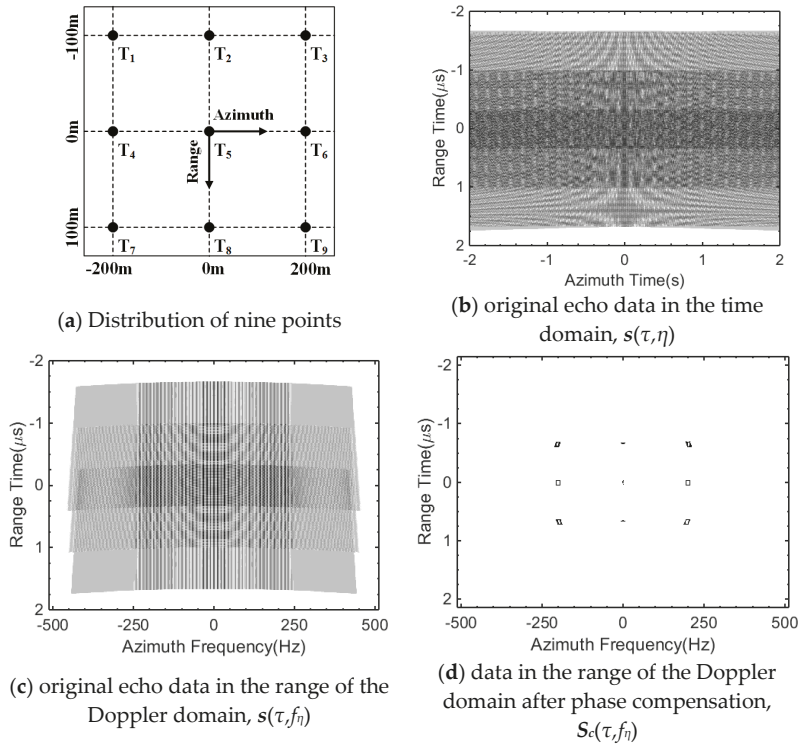 -100m
0m
100m
T1
T2
T3
Azimuth
T4
T5
T6
Range
T7
T8
T9
-200m
0m
200m
(a) Distribution of nine points
Range Time(μs)
-2
-1
0
1
2
-2
-1
0
1
2
Azimuth Time(s)
(b) original echo data in the time
domain, s(τ,η)
Range Time(μs)
-2
-1
0
1
2
-500
-250
0
250
500
Azimuth Frequency(Hz)
(c) original echo data in the range of the
Doppler domain, s(τ,fη)
Range Time(μs)
-2
-1
0
1
2
-500
-250
0
250
500
Azimuth Frequency(Hz)
(d) data in the range of the Doppler
domain after phase compensation,
Sc(τ,fη)